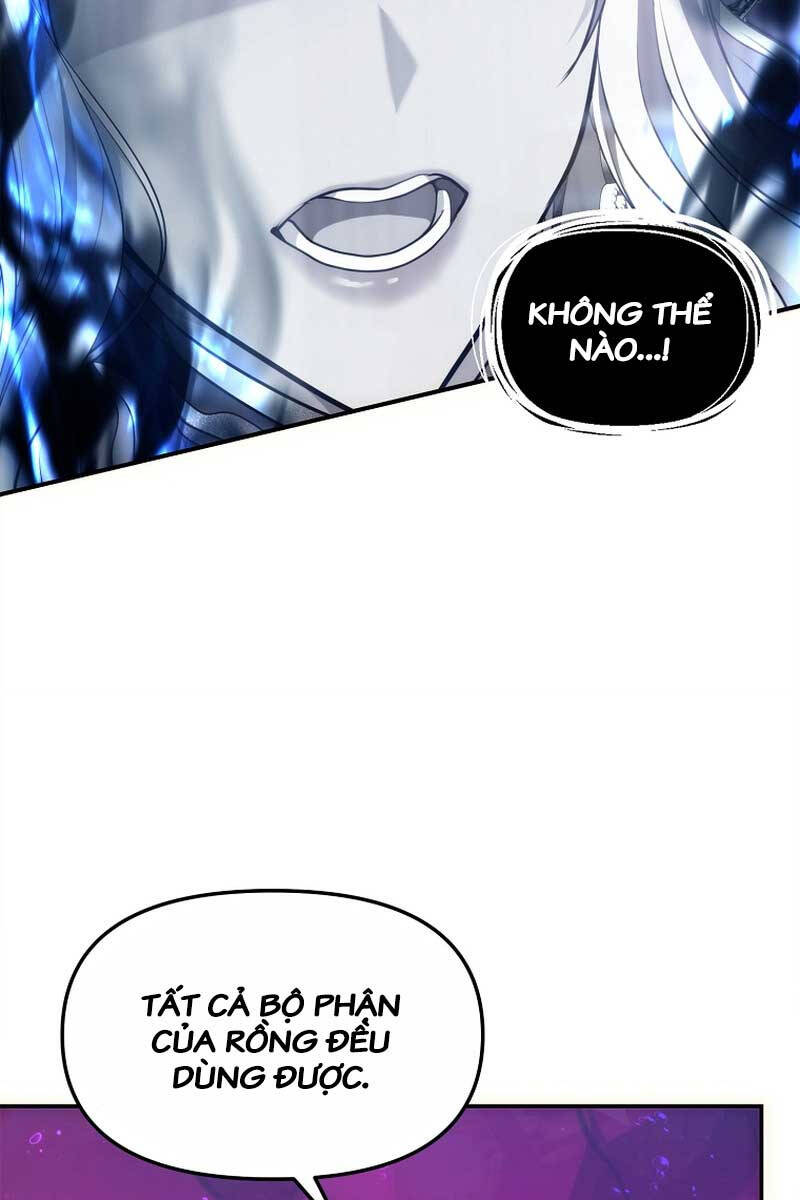 KHÔNG THỂ
NÀO...!
TẤT CẢ BỘ PHẬN
CỦA RỒNG ĐỀU
DÙNG ĐƯỢC.